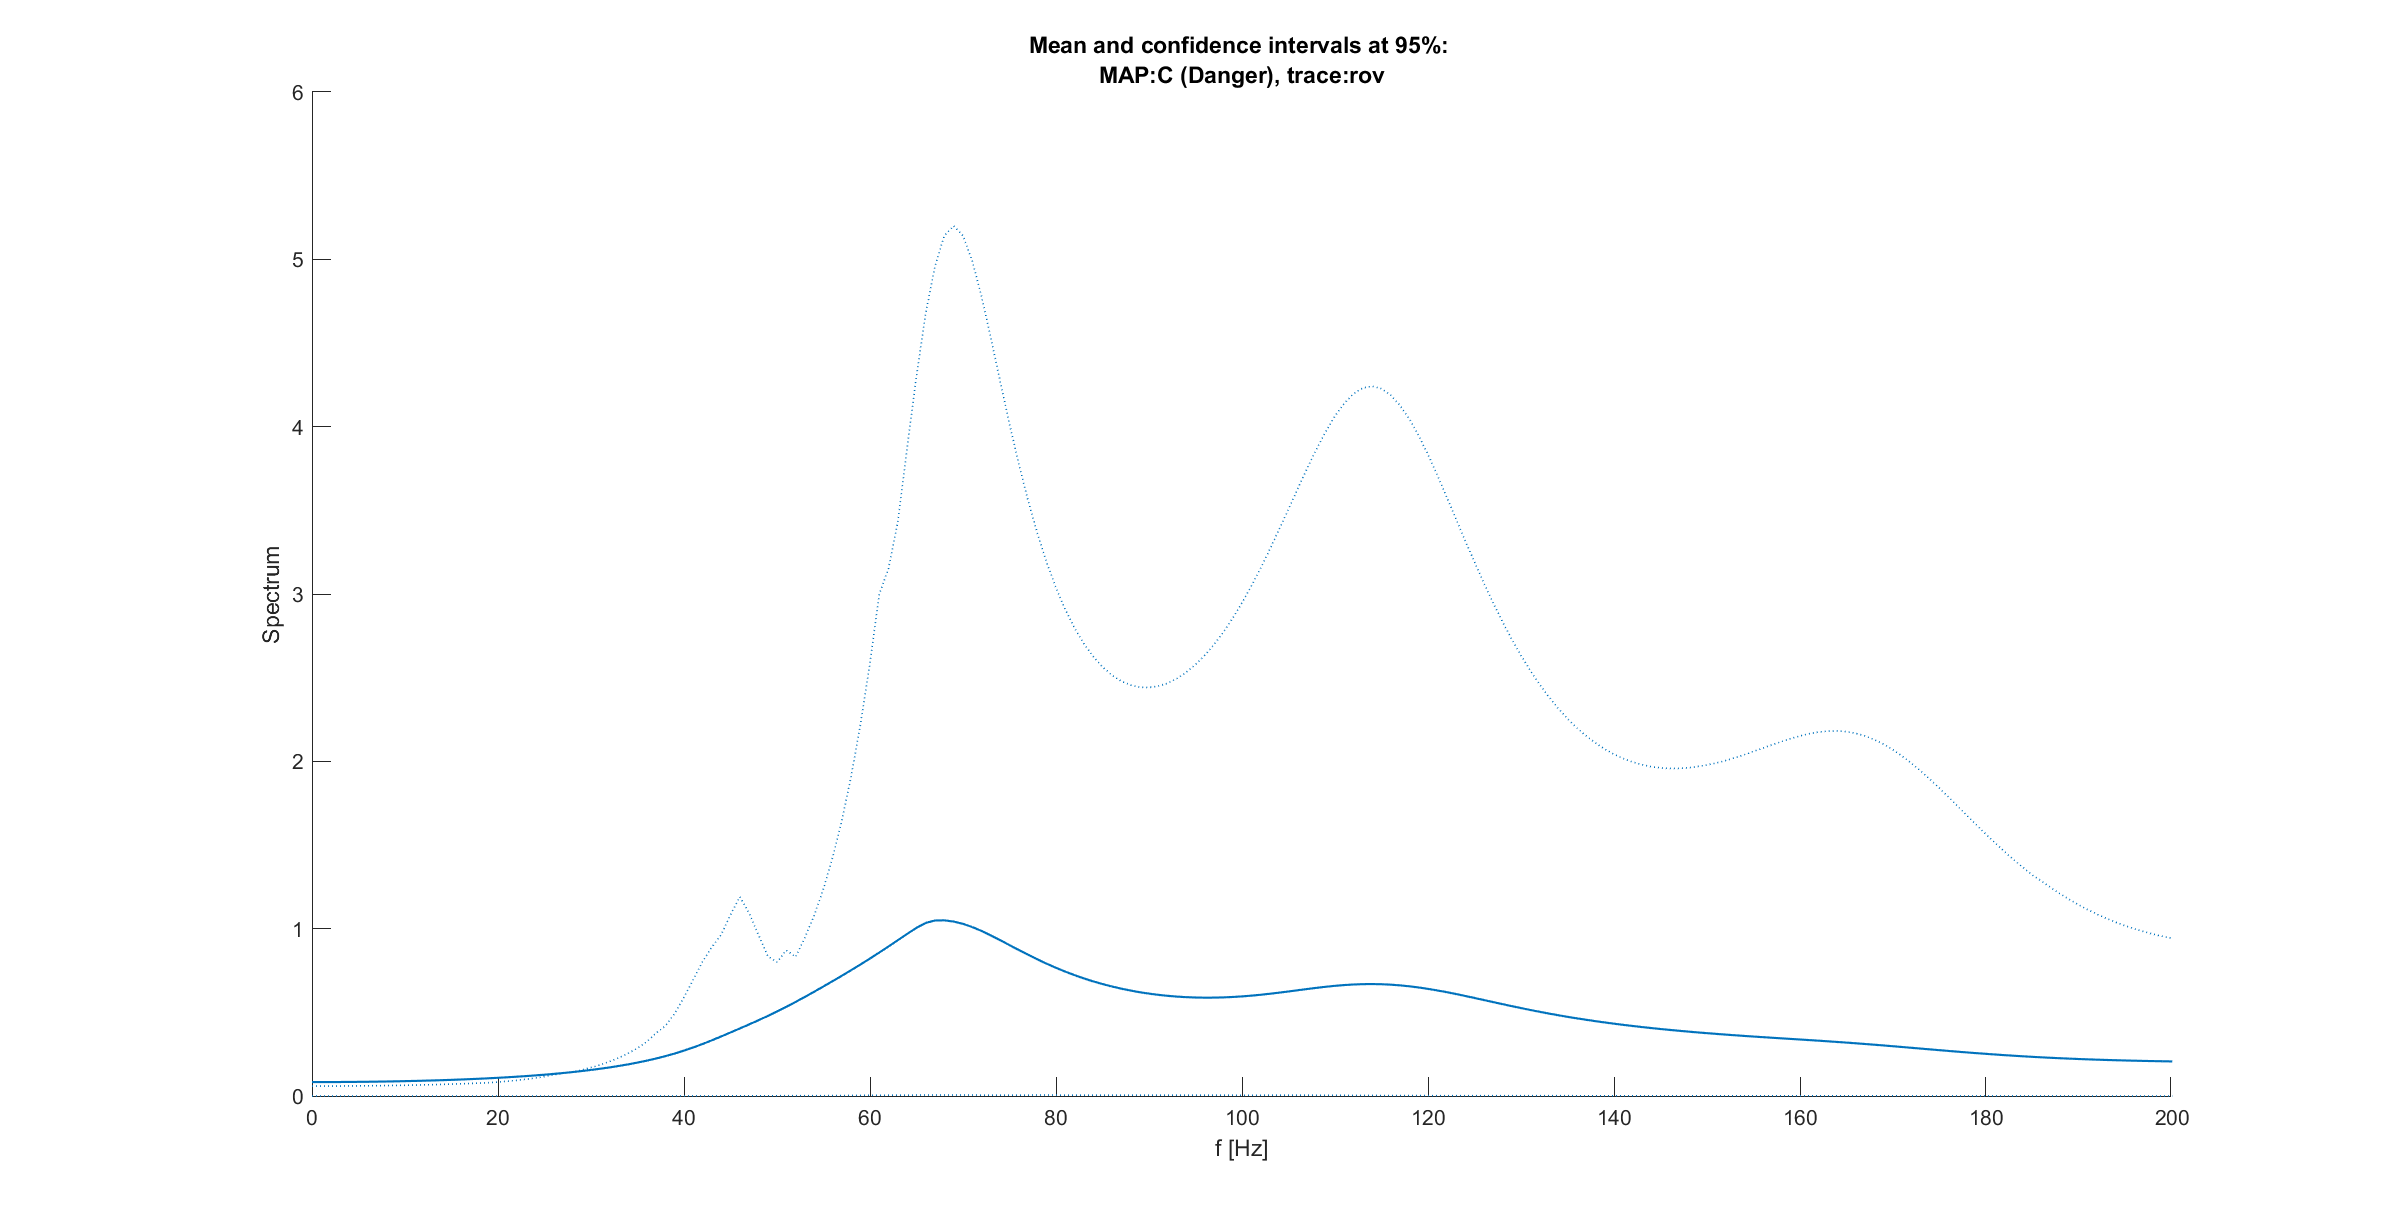 Mean and confidence intervals at 95%:
MAP:C (Danger), trace:rov
6
5
4
3
2
1
0
Spectrum
0 20 40 60 80 100 120 140 160 180 200
f [Hz]